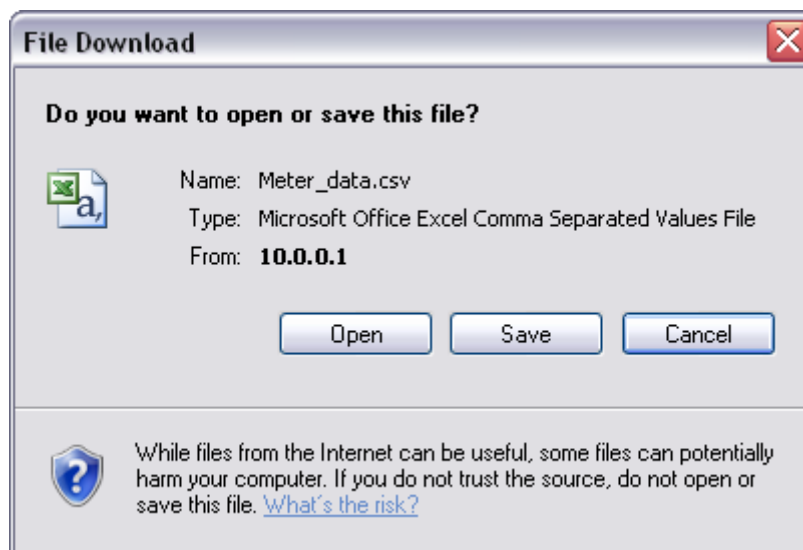 File Download
Do you want to open or save this file?
Name: Meter_data.csv
Type: Microsoft Office Excel Comma Separated Values File
From: 10.0.0.1
Open Save Cancel
While files from the Internet can be useful, some files can potentially
harm your computer. If you do not trust the source, do not open or
save this file. What's the risk?